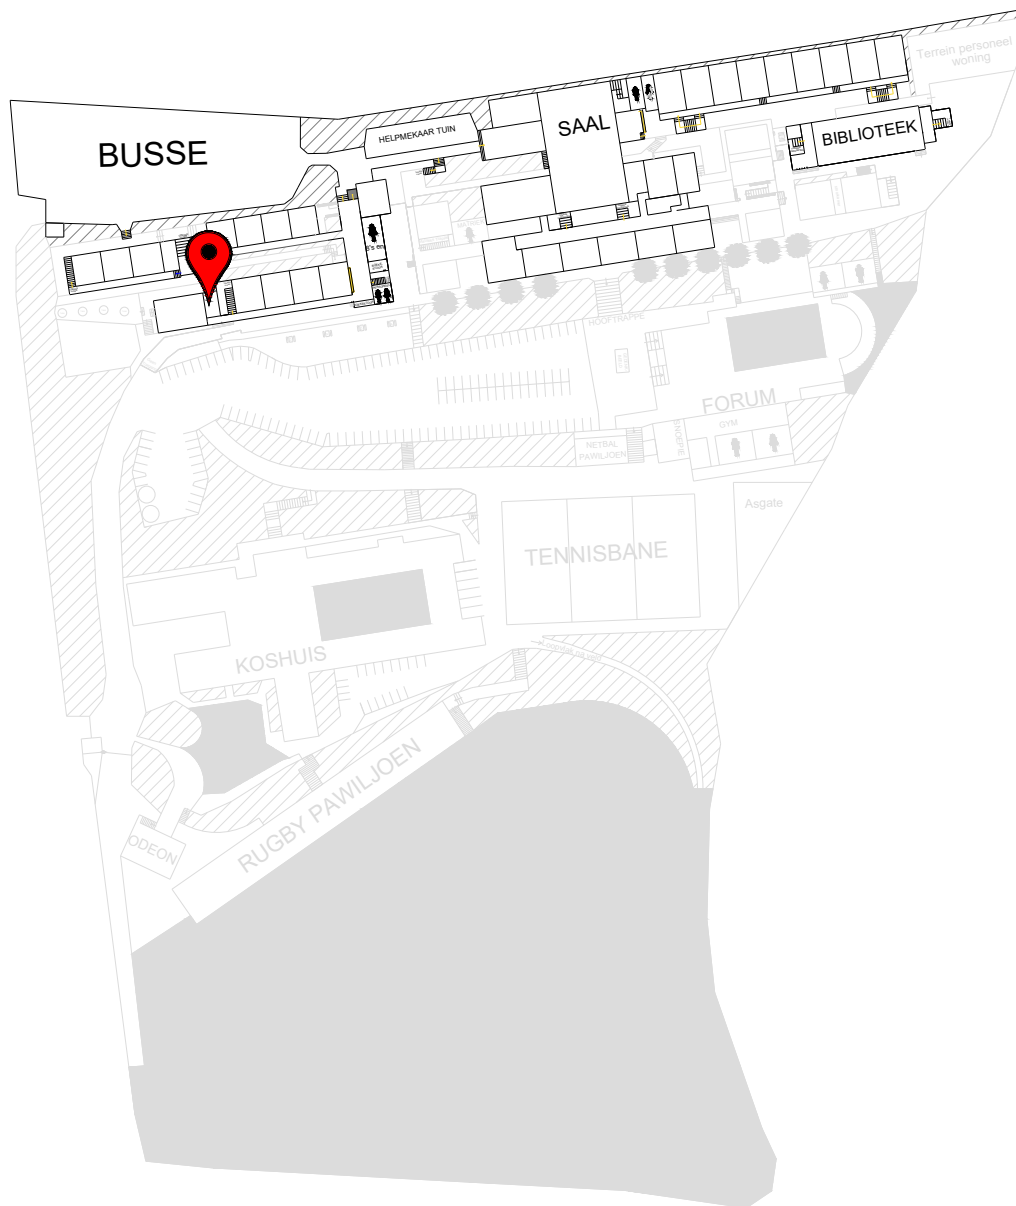 Terrein personeel
woning
HELPMEKAAR TUIN
SAAL
BIBLIOTEEK
BUSSE
HOOFTRAPPE
FORUM
GYM
NETBAL
PAWILJOEN
Asgate
TENNISBANE
KOSHUIS
RUGBY PAWILJOEN
ODEON